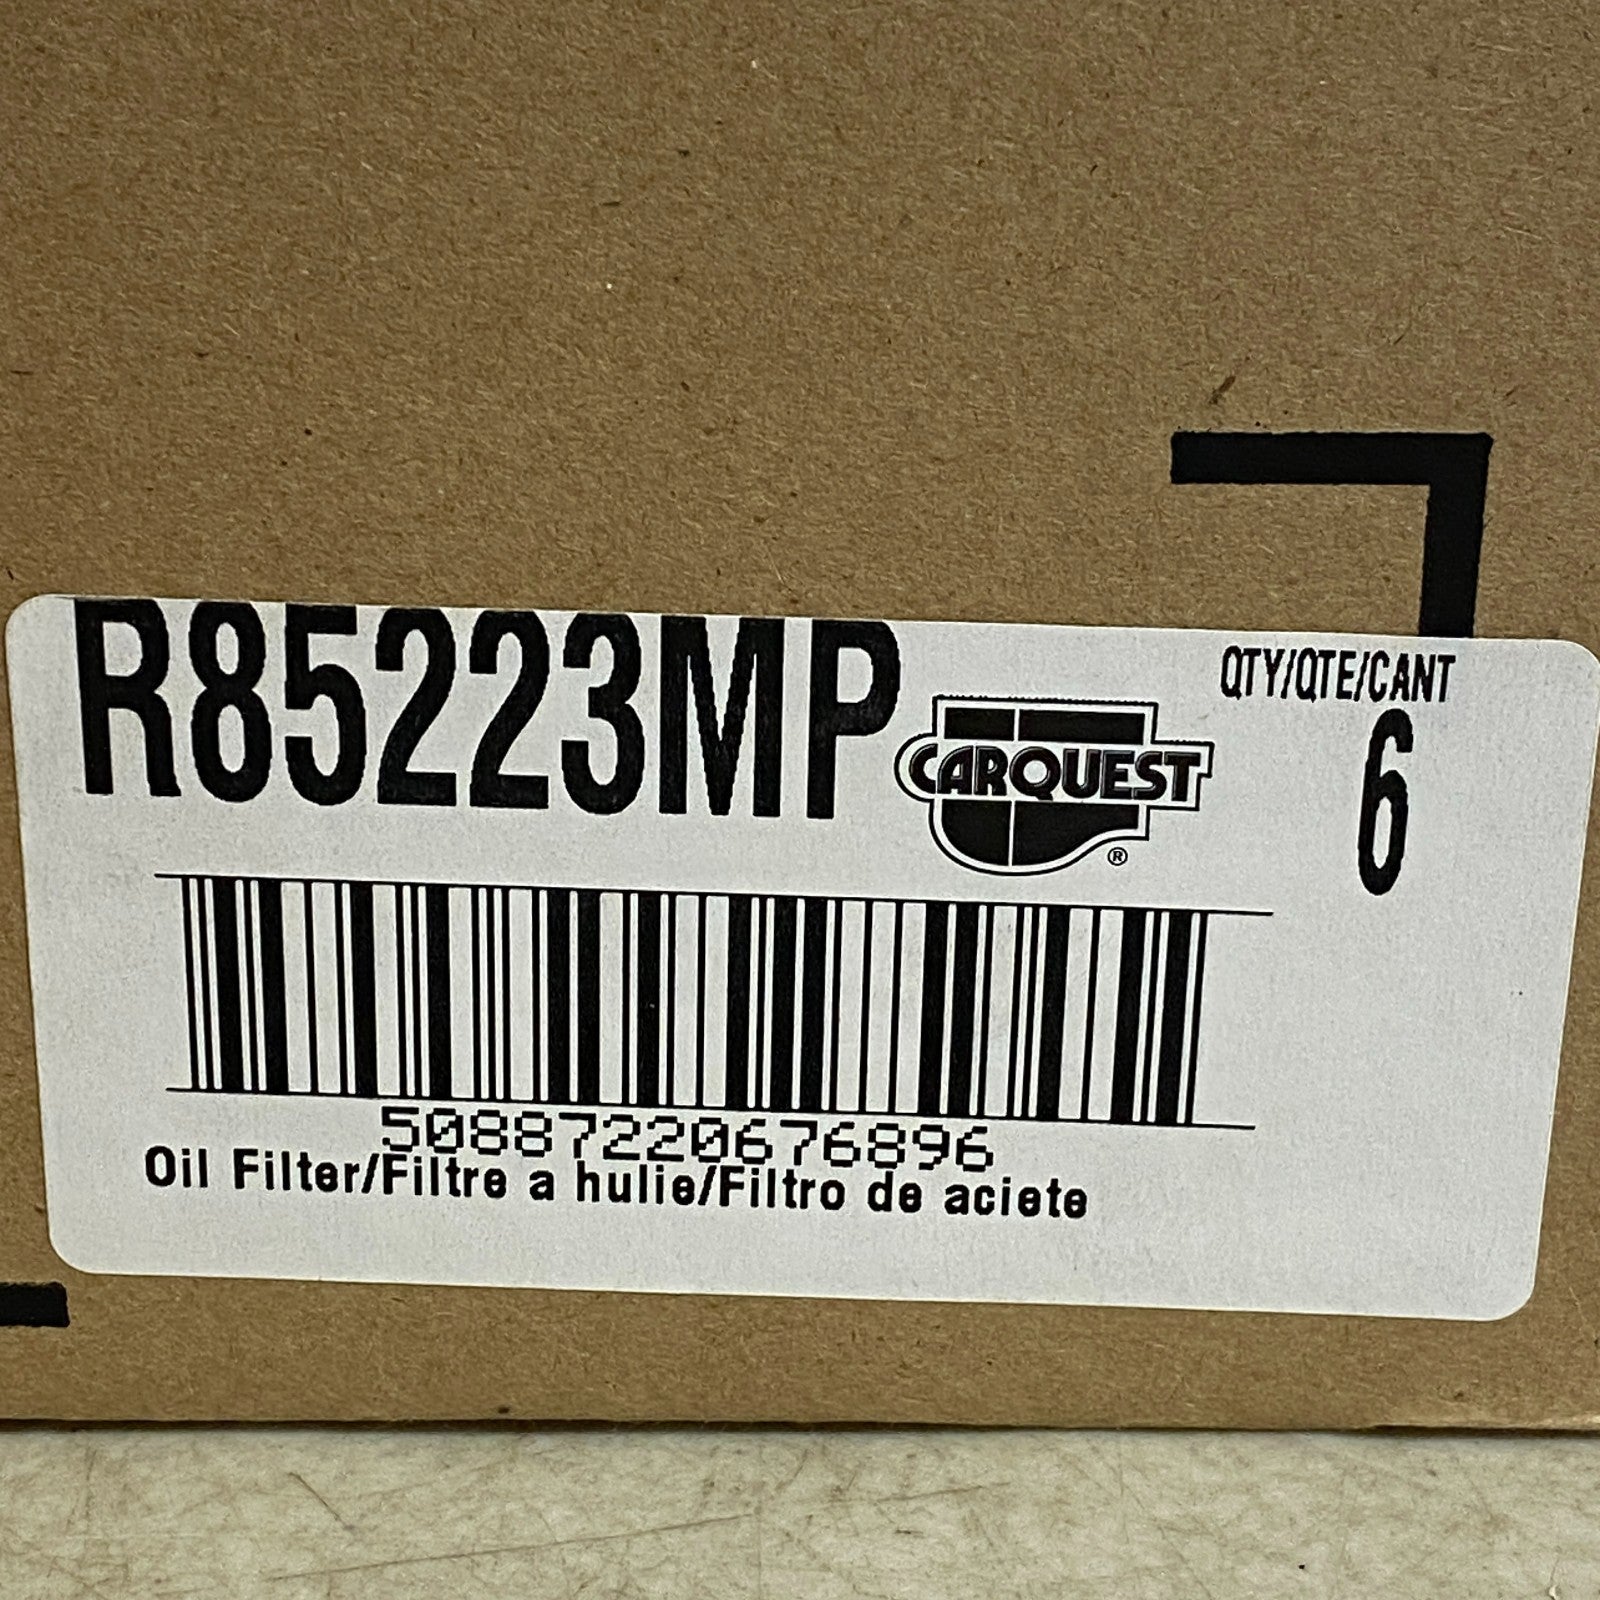 R85223MP
CARQUEST ®
QTY/QTE/CANT
6
50887220676896
Oil Filter/Filtre a hulie/Filtro de aciete